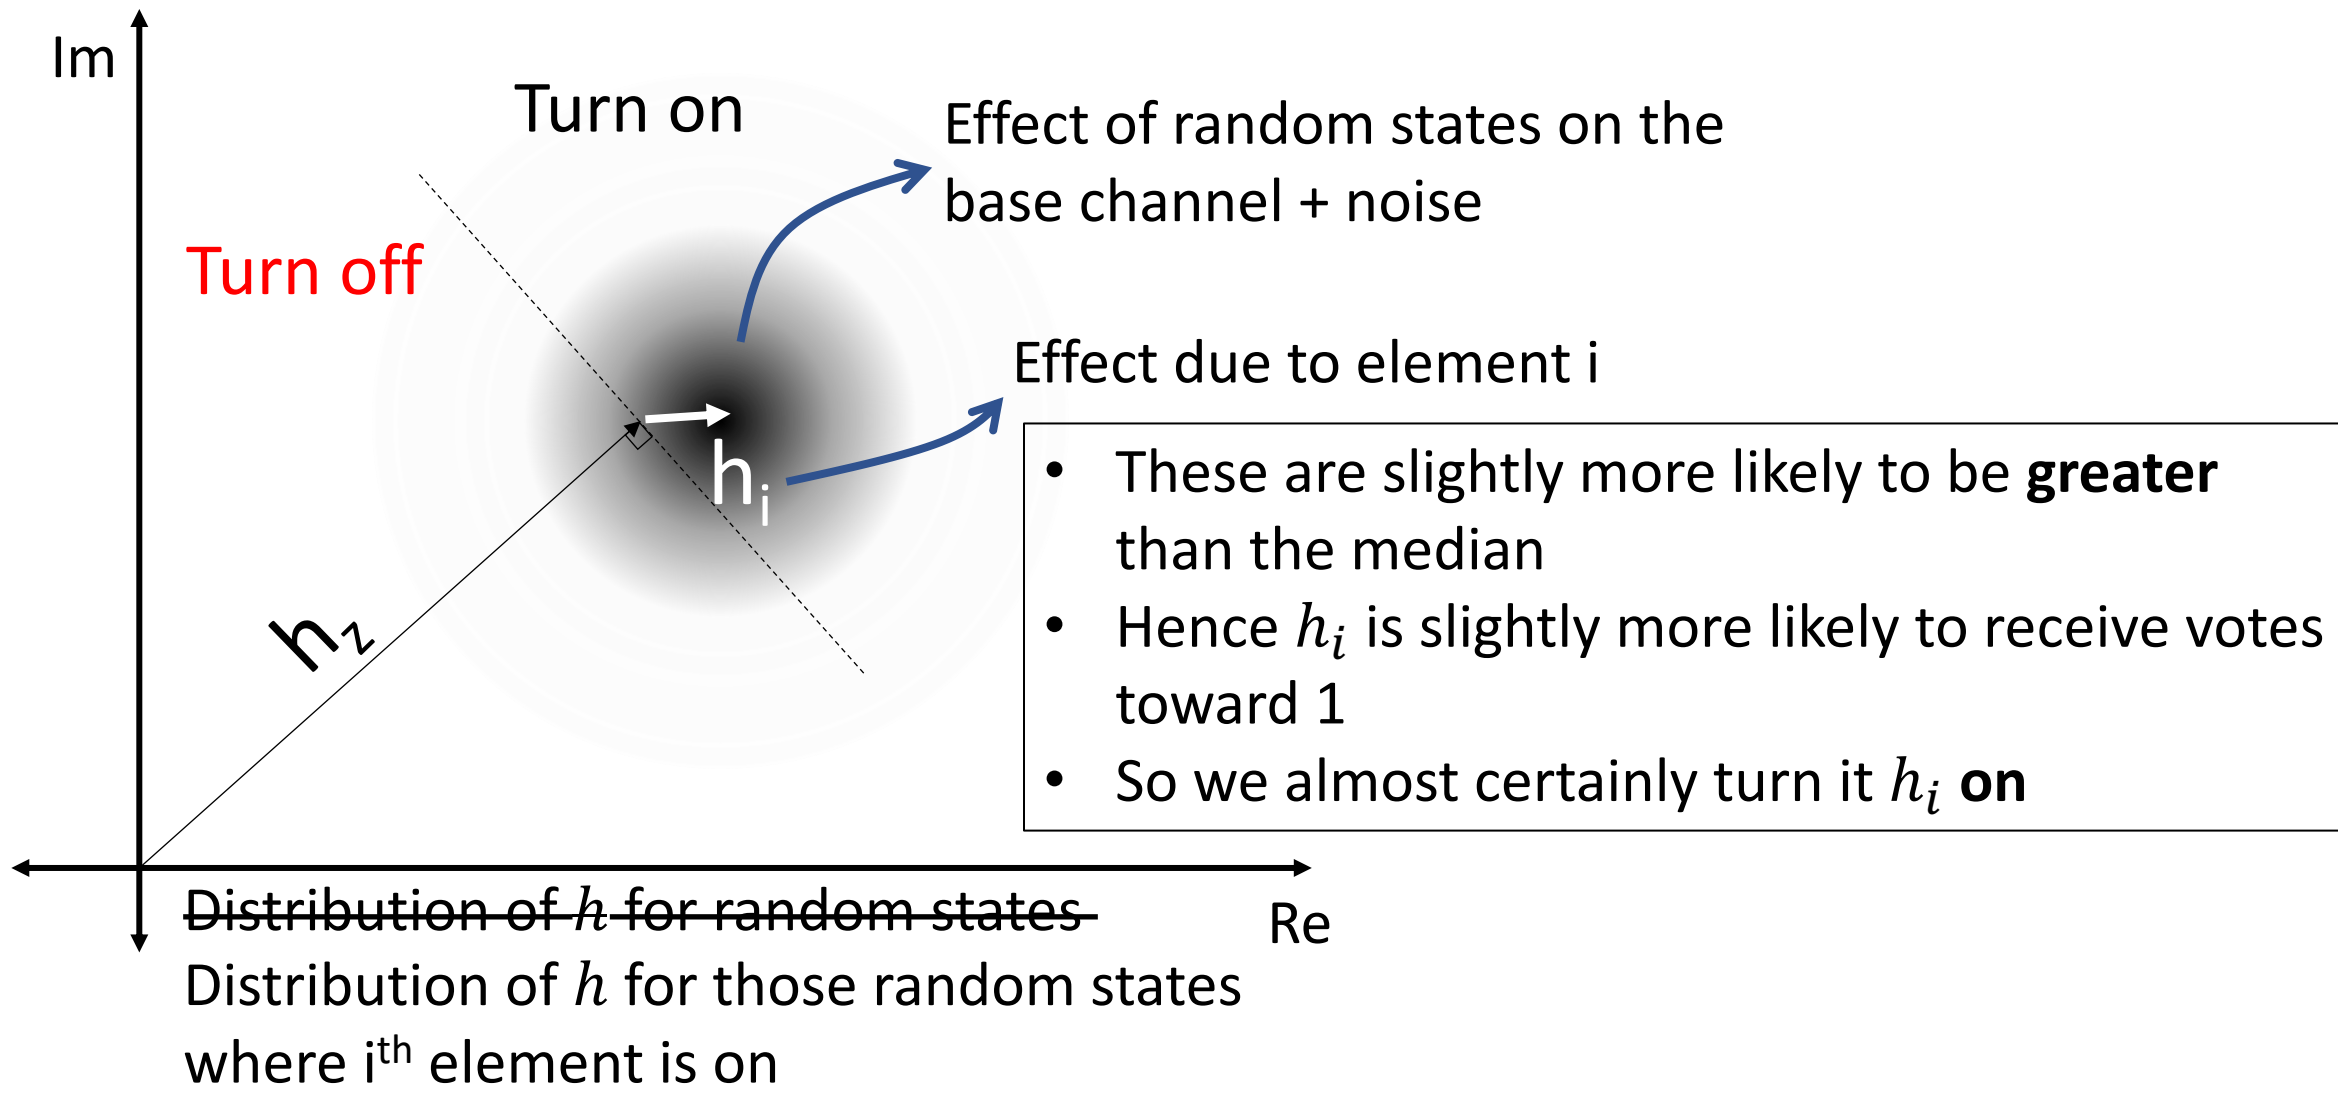 Im
Turn on
Effect of random states on the
base channel + noise
Turn off
Effect due to element i
hᵢ
• These are slightly more likely to be greater
than the median
• Hence hᵢ is slightly more likely to receive votes
toward 1
• So we almost certainly turn it hᵢ on
h_z
Distribution of h for random states
Re
Distribution of h for those random states
where iᵗʰ element is on